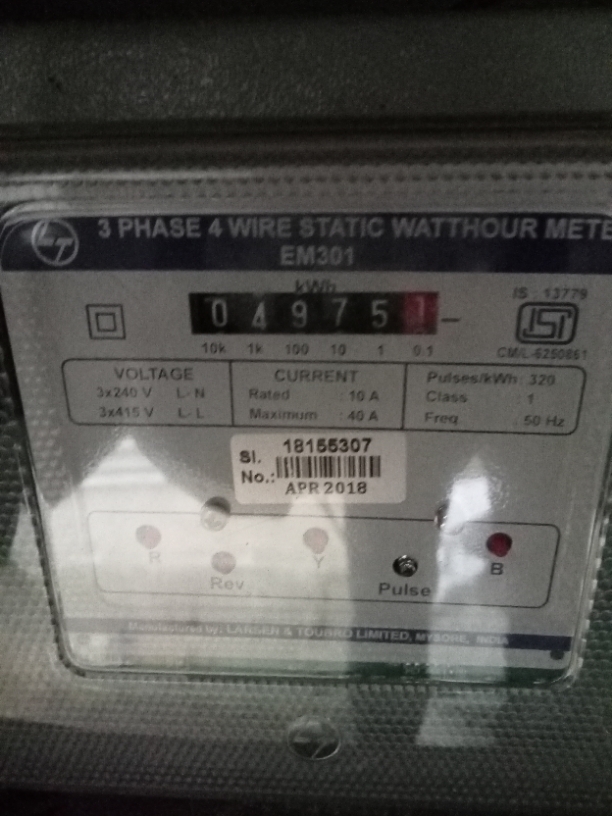 LT
3 PHASE 4 WIRE STATIC WATTHOUR METE
EM301
kWh
IS : 13779
0 4 9 7 5 1
10k 1k 100 10 1 0.1
ISI
CM/L-6250861
VOLTAGE
3x240 V L- N
3x415 V L- L
CURRENT
Rated : 10 A
Maximum : 40 A
Pulses/kWh : 320
Class : 1
Freq : 50 Hz
Sl. No.: 18155307
APR 2018
R Y B
Rev Pulse
Manufactured by: LARSEN & TOUBRO LIMITED, MYSORE, INDIA